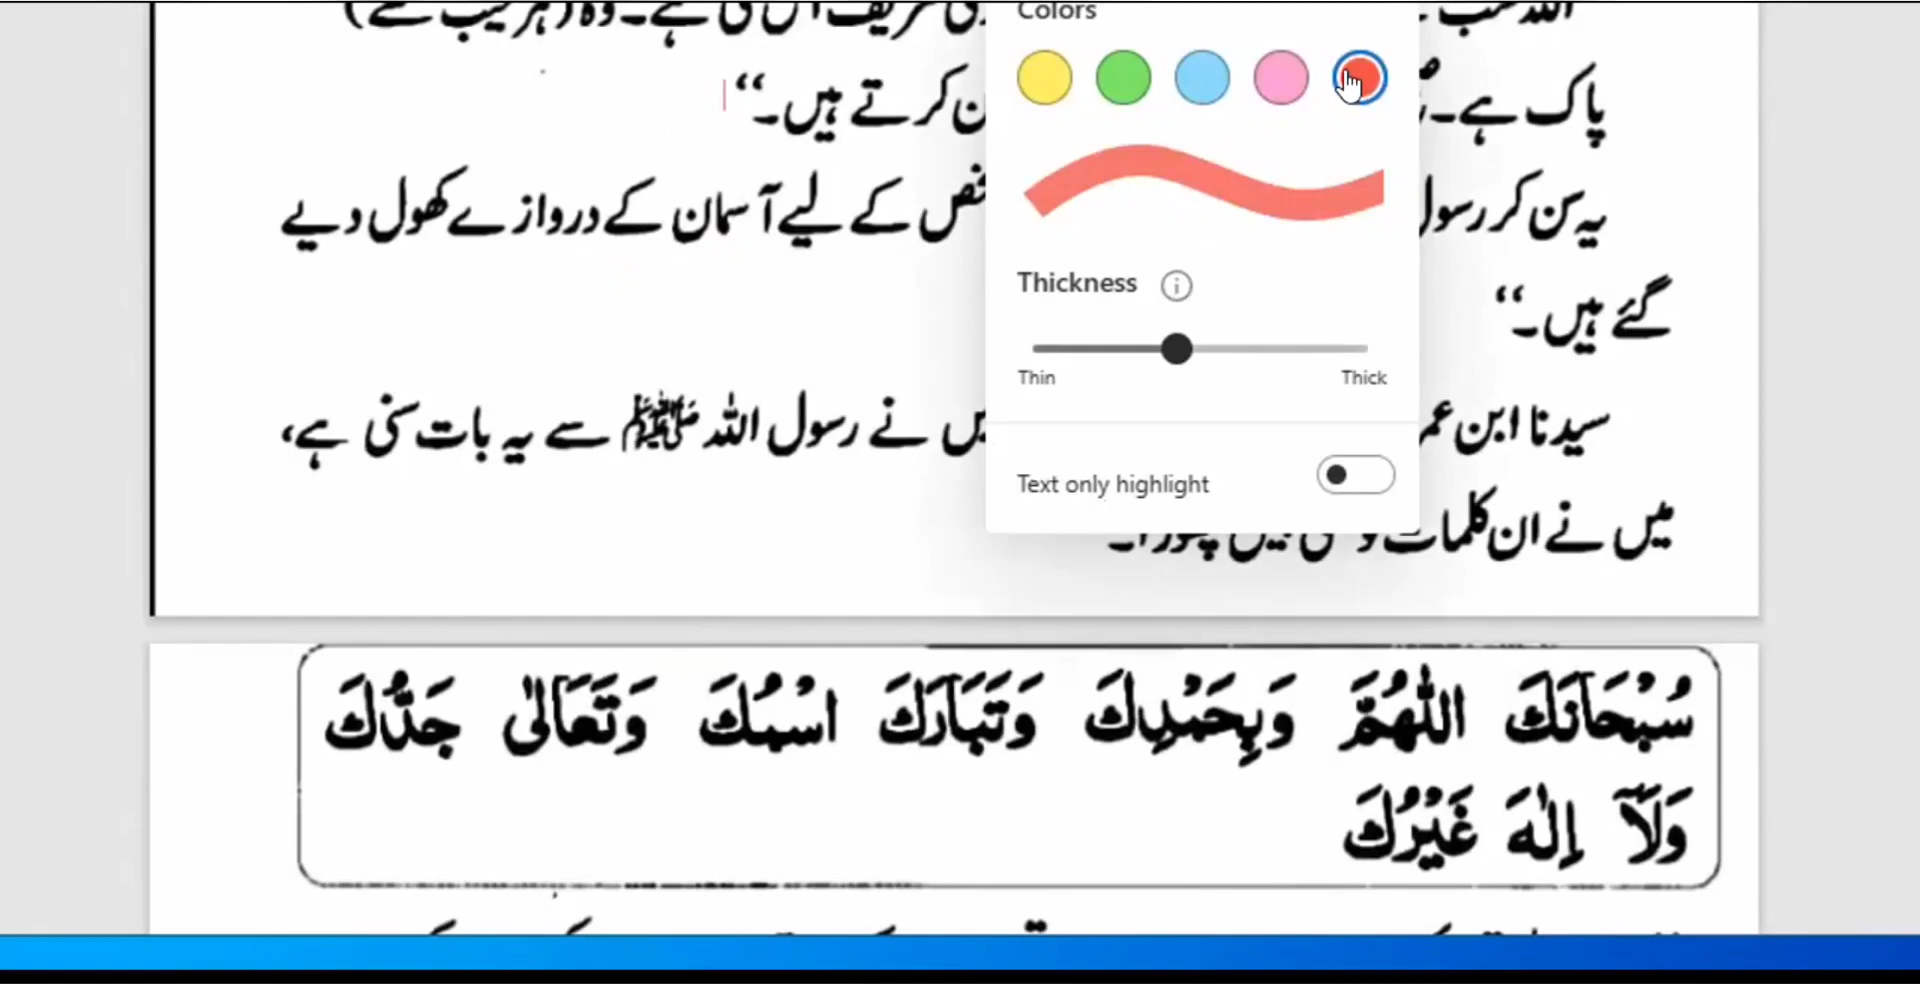 Colors
پاک ہے۔
ن کرتے ہیں۔‘‘
یہ سن کر رسول
کے لیے آسمان کے دروازے کھول دیے
گئے ہیں۔‘‘
Thickness
Thin
Thick
سیدنا ابن عمر
نے رسول اللہ ﷺ سے یہ بات سنی ہے،
Text only highlight
میں نے ان کلمات
سُبْحَانَكَ اللّٰهُمَّ وَبِحَمْدِكَ وَتَبَارَكَ اسْمُكَ وَتَعَالٰى جَدُّكَ
وَلَآ اِلٰهَ غَيْرُكَ